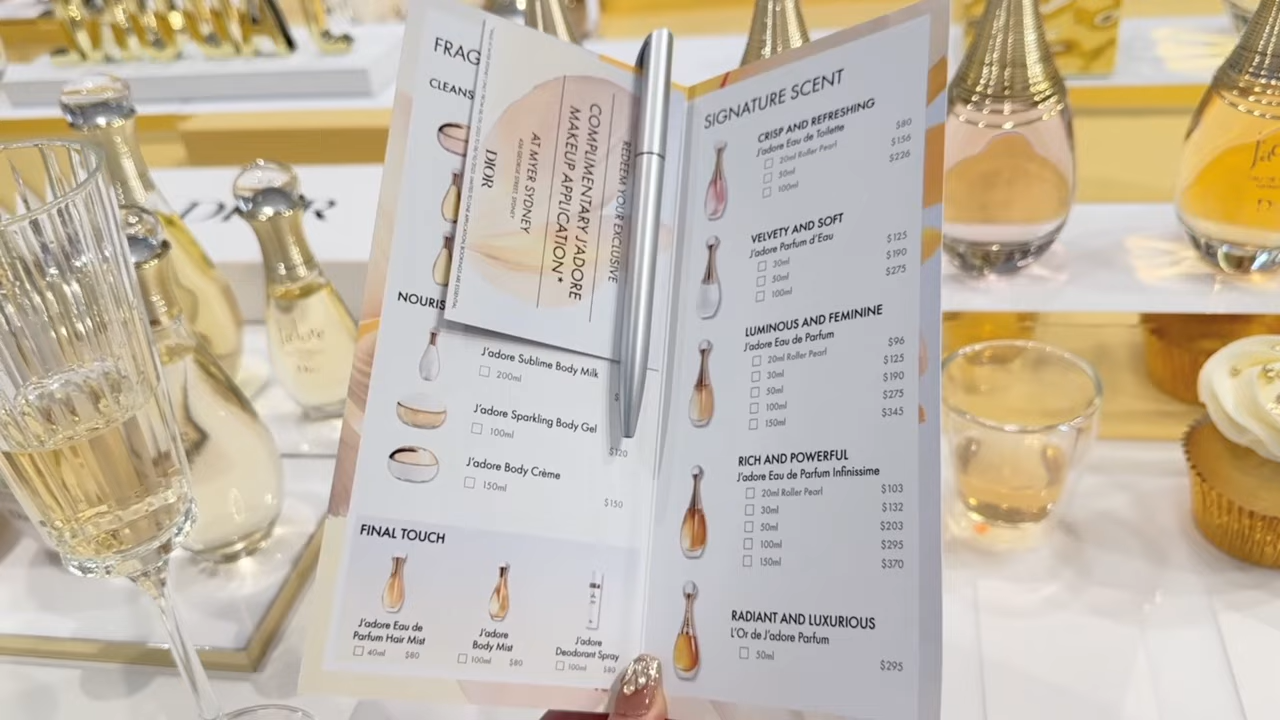 FRAG
CLEANS
NOURIS
REDEEM YOUR EXCLUSIVE
COMPLIMENTARY J'ADORE
MAKEUP APPLICATION*
AT MYER SYDNEY
436 GEORGE STREET, SYDNEY
DIOR
J'adore Sublime Body Milk
200ml
$
J'adore Sparkling Body Gel
100ml
$120
J'adore Body Crème
150ml
$150
FINAL TOUCH
J'adore Eau de
Parfum Hair Mist
40ml $80
J'adore
Body Mist
100ml $80
J'adore
Deodorant Spray
100ml $80
SIGNATURE SCENT
CRISP AND REFRESHING
J'adore Eau de Toilette
20ml Roller Pearl $80
50ml $156
100ml $226
VELVETY AND SOFT
J'adore Parfum d'Eau
30ml $125
50ml $190
100ml $275
LUMINOUS AND FEMININE
J'adore Eau de Parfum
20ml Roller Pearl $96
30ml $125
50ml $190
100ml $275
150ml $345
RICH AND POWERFUL
J'adore Eau de Parfum Infinissime
20ml Roller Pearl $103
30ml $132
50ml $203
100ml $295
150ml $370
RADIANT AND LUXURIOUS
L'Or de J'adore Parfum
50ml
$295